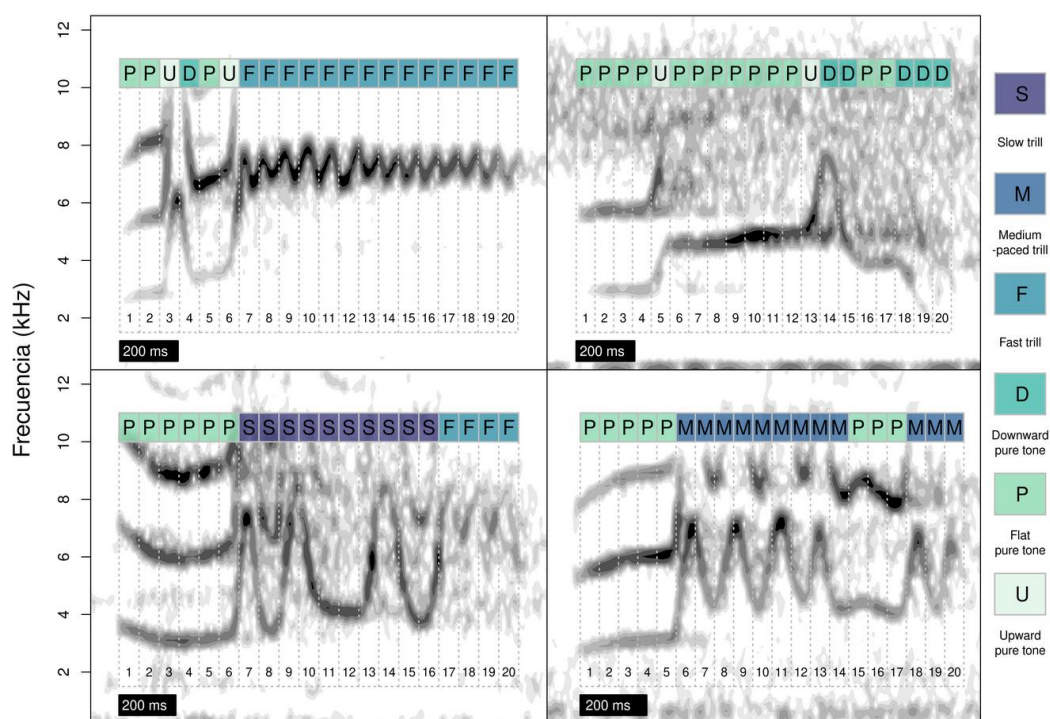 Frecuencia (kHz)
12
10
8
6
4
2
P P U D P U F F F F F F F F F F F F F F
1 2 3 4 5 6 7 8 9 10 11 12 13 14 15 16 17 18 19 20
200 ms
P P P P U P P P P P P P U D D P P D D D
1 2 3 4 5 6 7 8 9 10 11 12 13 14 15 16 17 18 19 20
200 ms
12
10
8
6
4
2
P P P P P P S S S S S S S S S S F F F F
1 2 3 4 5 6 7 8 9 10 11 12 13 14 15 16 17 18 19 20
200 ms
P P P P P M M M M M M M M M P P P M M M
1 2 3 4 5 6 7 8 9 10 11 12 13 14 15 16 17 18 19 20
200 ms
S
Slow trill
M
Medium
-paced trill
F
Fast trill
D
Downward
pure tone
P
Flat
pure tone
U
Upward
pure tone